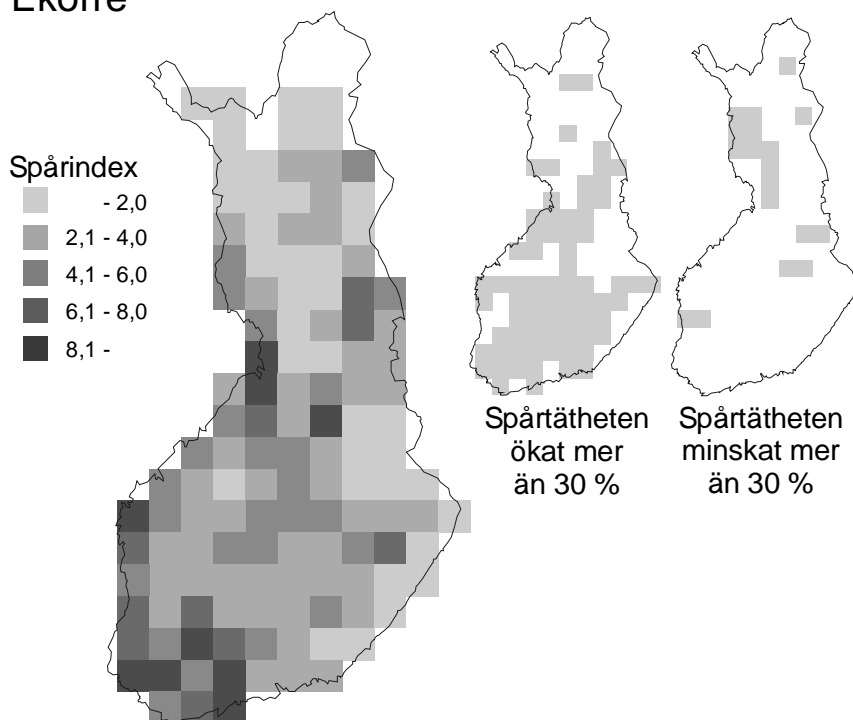 Ekorre
Spårindex
- 2,0
2,1 - 4,0
4,1 - 6,0
6,1 - 8,0
8,1 -
Spårtätheten
ökat mer
än 30 %
Spårtätheten
minskat mer
än 30 %